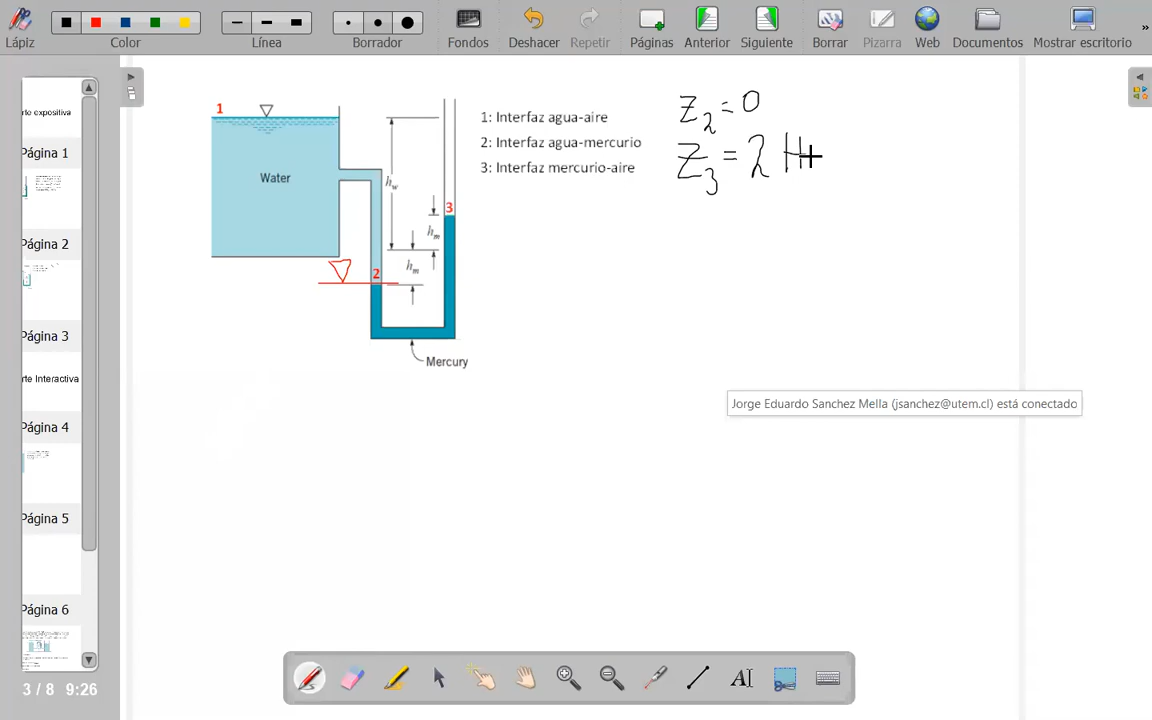 Lápiz
Color
Línea
Borrador
Fondos
Deshacer
Repetir
Páginas
Anterior
Siguiente
Borrar
Pizarra
Web
Documentos
Mostrar escritorio
»
rte expositiva
Página 1
Página 2
Página 3
rte Interactiva
Página 4
Página 5
Página 6
3 / 8 9:26
1
Water
hw
hm
hm
3
2
Mercury
1: Interfaz agua-aire
2: Interfaz agua-mercurio
3: Interfaz mercurio-aire
z2 = 0
z3 = 2 H
Jorge Eduardo Sanchez Mella (jsanchez@utem.cl) está conectado